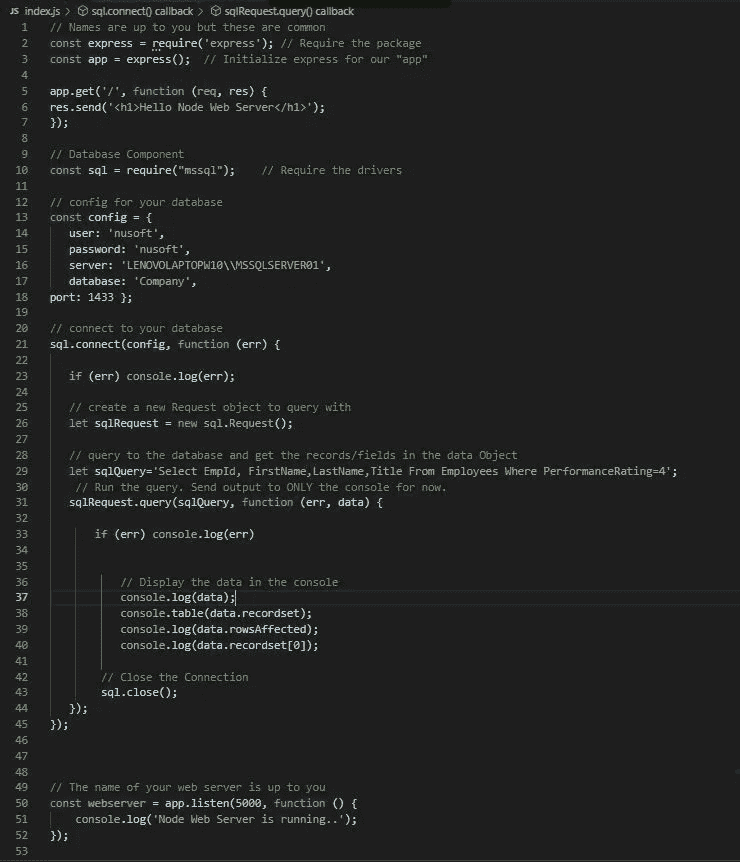 JS index.js > sql.connect() callback > sqlRequest.query() callback
1 // Names are up to you but these are common
2 const express = require('express'); // Require the package
3 const app = express();  // Initialize express for our "app"
4
5 app.get('/', function (req, res) {
6 res.send('<h1>Hello Node Web Server</h1>');
7 });
8
9 // Database Component
10 const sql = require("mssql");    // Require the drivers
11
12 // config for your database
13 const config = {
14    user: 'nusoft',
15    password: 'nusoft',
16    server: 'LENOVOLAPTOPW10\\MSSQLSERVER01',
17    database: 'Company',
18 port: 1433 };
19
20 // connect to your database
21 sql.connect(config, function (err) {
22
23    if (err) console.log(err);
24
25    // create a new Request object to query with
26    let sqlRequest = new sql.Request();
27
28    // query to the database and get the records/fields in the data Object
29    let sqlQuery='Select EmpId, FirstName,LastName,Title From Employees Where PerformanceRating=4';
30     // Run the query. Send output to ONLY the console for now.
31    sqlRequest.query(sqlQuery, function (err, data) {
32
33        if (err) console.log(err)
34
35
36            // Display the data in the console
37            console.log(data);
38            console.table(data.recordset);
39            console.log(data.rowsAffected);
40            console.log(data.recordset[0]);
41
42         // Close the Connection
43         sql.close();
44    });
45 });
46
47
48
49 // The name of your web server is up to you
50 const webserver = app.listen(5000, function () {
51     console.log('Node Web Server is running..');
52 });
53